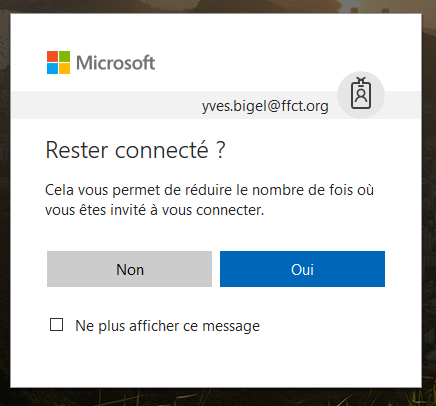 Microsoft
yves.bigel@ffct.org
Rester connecté ?
Cela vous permet de réduire le nombre de fois où
vous êtes invité à vous connecter.
Non
Oui
Ne plus afficher ce message